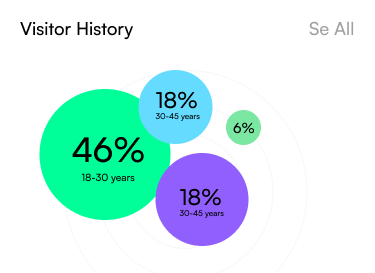 Visitor History
Se All
18%
30-45 years
6%
46%
18-30 years
18%
30-45 years